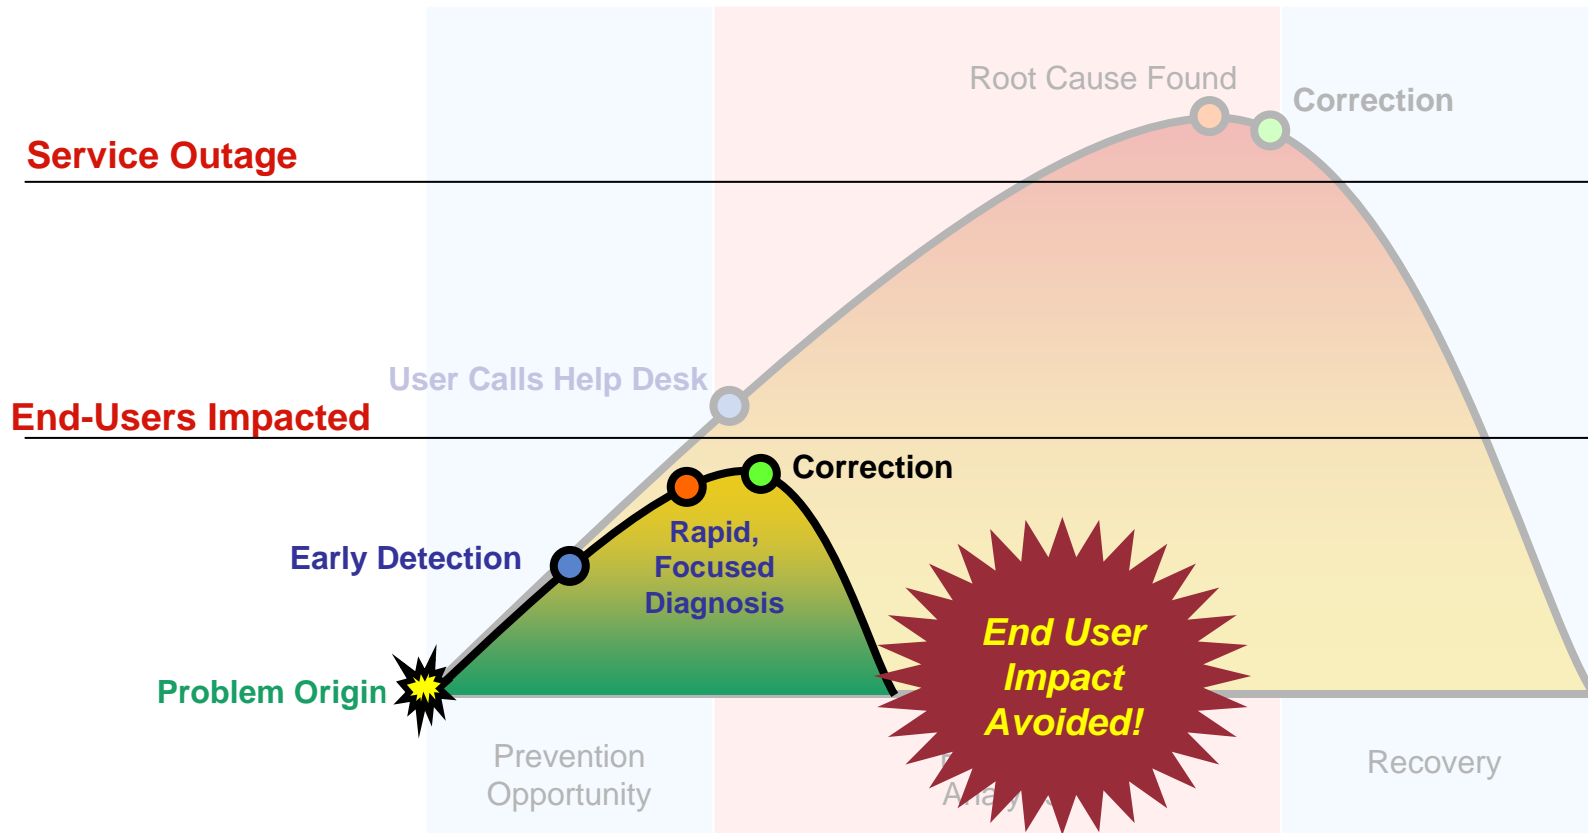 Root Cause Found
Correction
Service Outage
User Calls Help Desk
End-Users Impacted
Correction
Early Detection
Rapid,
Focused
Diagnosis
End User
Impact
Avoided!
Problem Origin
Prevention
Opportunity
Recovery